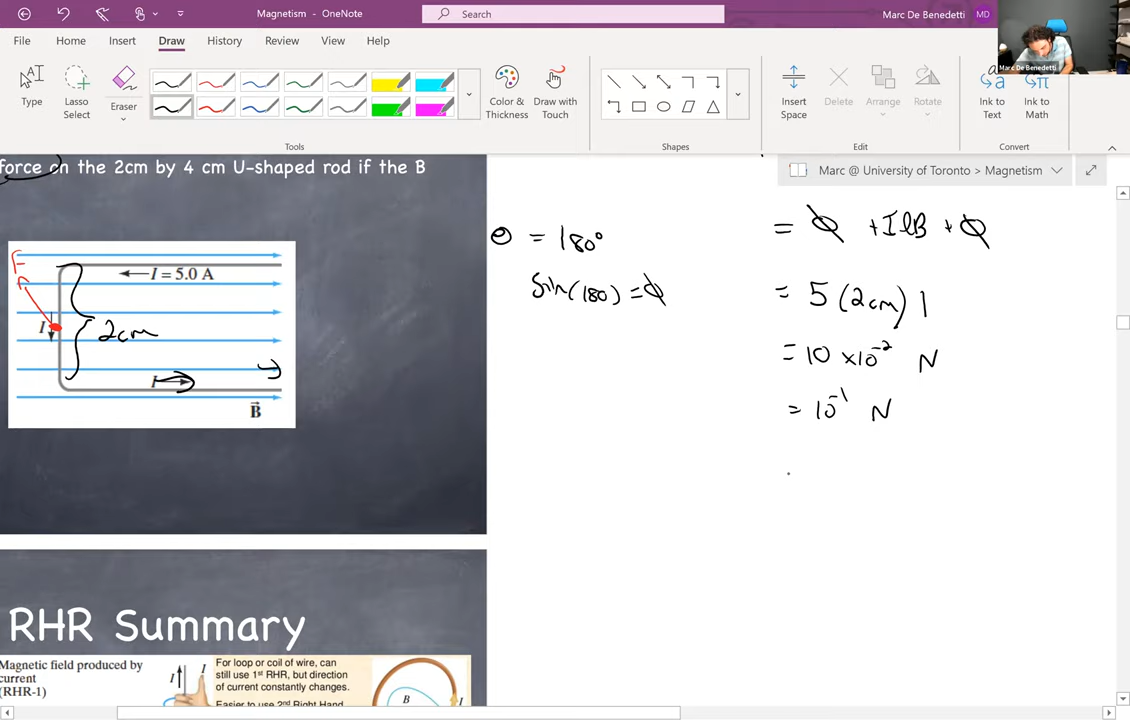 Magnetism - OneNote
Search
Marc De Benedetti
MD
File Home Insert Draw History Review View Help
Marc De Benedetti
Type
Lasso Select
Eraser
Color & Thickness
Draw with Touch
Insert Space
Delete
Arrange
Rotate
Ink to Text
Ink to Math
Tools
Shapes
Edit
Convert
Marc @ University of Toronto > Magnetism
force on the 2cm by 4 cm U-shaped rod if the B
I = 5.0 A
F
I
2cm
I
B
θ = 180°
Sin(180) = 0
= 0 + IlB + 0
= 5 (2cm) 1
= 10 ×10⁻² N
= 10⁻¹ N
RHR Summary
Magnetic field produced by
current
(RHR-1)
I
I
For loop or coil of wire, can
still use 1st RHR, but direction
of current constantly changes.
Easier to use 2nd Right Hand
B
I